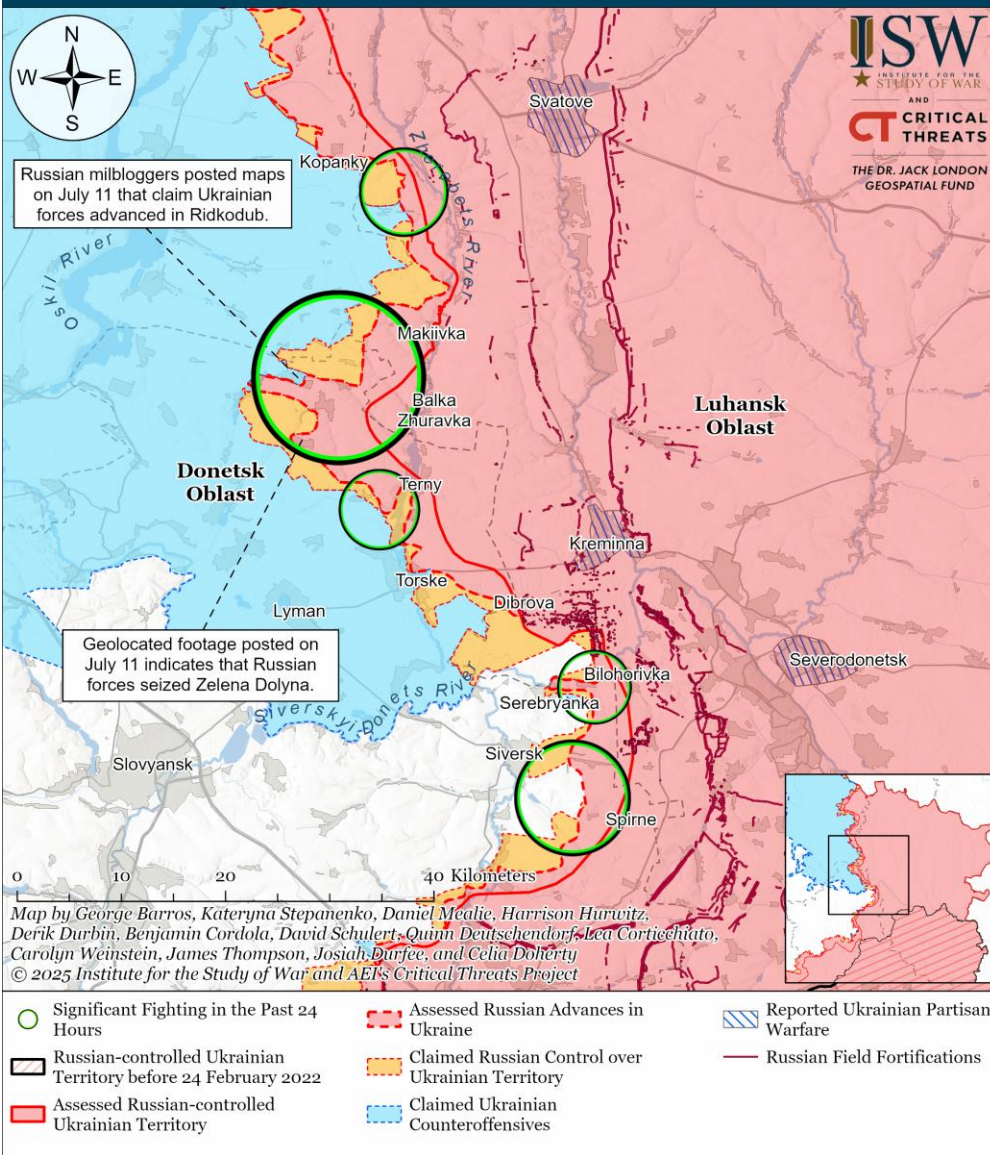 N
W E
S
ISW
INSTITUTE FOR THE
STUDY OF WAR
AND
CT CRITICAL
THREATS
THE DR. JACK LONDON
GEOSPATIAL FUND
Svatove
Kopanky
Zherebets River
Russian milbloggers posted maps
on July 11 that claim Ukrainian
forces advanced in Ridkodub.
Oskil River
Makiivka
Balka
Zhuravka
Luhansk
Oblast
Donetsk
Oblast
Terny
Kreminna
Torske
Dibrova
Lyman
Geolocated footage posted on
July 11 indicates that Russian
forces seized Zelena Dolyna.
Bilohorivka
Severodonetsk
Serebryanka
Siverskyi Donets River
Siversk
Slovyansk
Spirne
0 10 20 40 Kilometers
Map by George Barros, Kateryna Stepanenko, Daniel Mealie, Harrison Hurwitz,
Derik Durbin, Benjamin Cordola, David Schulert, Quinn Deutschendorf, Lea Corticchiato,
Carolyn Weinstein, James Thompson, Josiah Durfee, and Celia Doherty
© 2025 Institute for the Study of War and AEI's Critical Threats Project
Significant Fighting in the Past 24
Hours
Russian-controlled Ukrainian
Territory before 24 February 2022
Assessed Russian-controlled
Ukrainian Territory
Assessed Russian Advances in
Ukraine
Claimed Russian Control over
Ukrainian Territory
Claimed Ukrainian
Counteroffensives
Reported Ukrainian Partisan
Warfare
Russian Field Fortifications